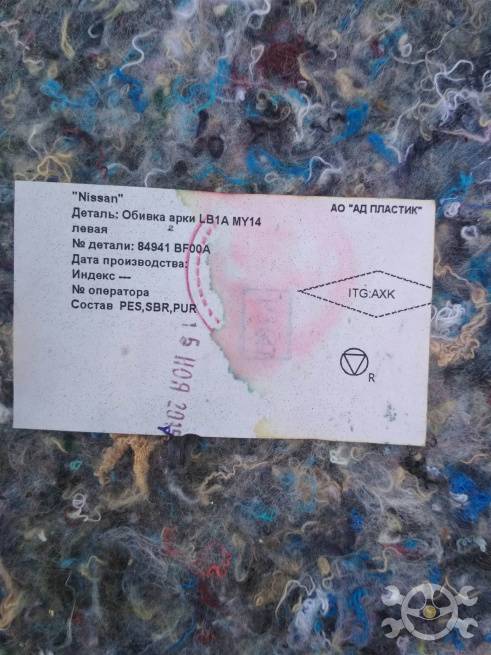 "Nissan"
АО "АД ПЛАСТИК"
Деталь: Обивка арки LB1A MY14
левая
№ детали: 84941 BF00A
Дата производства:
Индекс ---
№ оператора
Состав PES,SBR,PUR
ITG:AXK
R
НОЯ